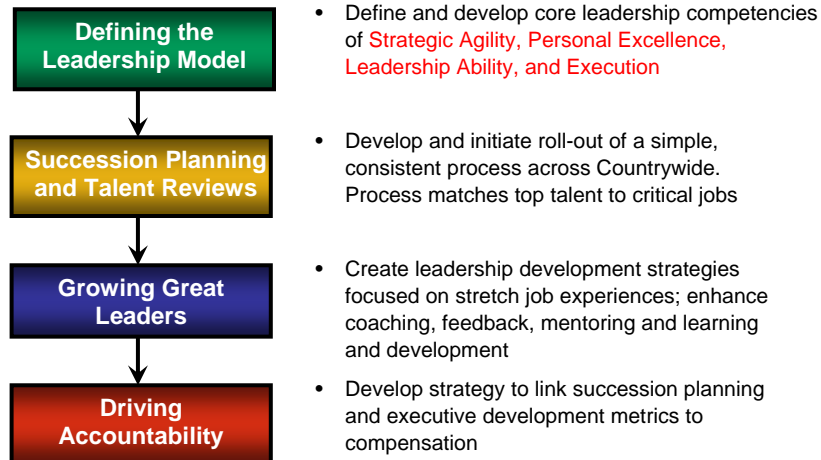 Defining the
Leadership Model
• Define and develop core leadership competencies
of Strategic Agility, Personal Excellence,
Leadership Ability, and Execution
Succession Planning
and Talent Reviews
• Develop and initiate roll-out of a simple,
consistent process across Countrywide.
Process matches top talent to critical jobs
Growing Great
Leaders
• Create leadership development strategies
focused on stretch job experiences; enhance
coaching, feedback, mentoring and learning
and development
Driving
Accountability
• Develop strategy to link succession planning
and executive development metrics to
compensation